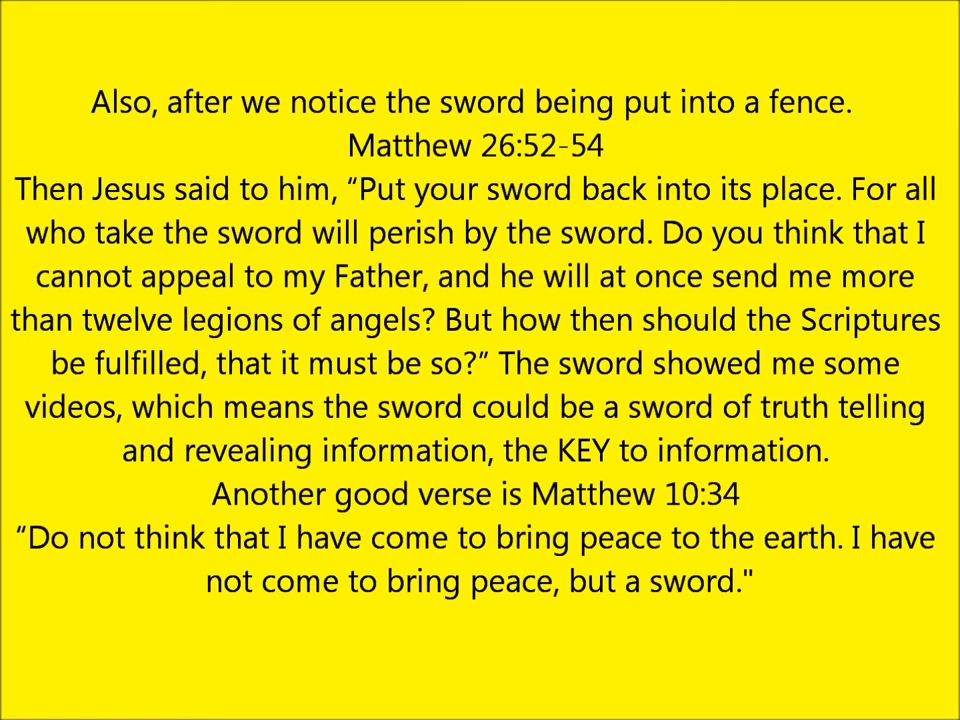 Also, after we notice the sword being put into a fence.
Matthew 26:52-54
Then Jesus said to him, “Put your sword back into its place. For all
who take the sword will perish by the sword. Do you think that I
cannot appeal to my Father, and he will at once send me more
than twelve legions of angels? But how then should the Scriptures
be fulfilled, that it must be so?” The sword showed me some
videos, which means the sword could be a sword of truth telling
and revealing information, the KEY to information.
Another good verse is Matthew 10:34
“Do not think that I have come to bring peace to the earth. I have
not come to bring peace, but a sword."